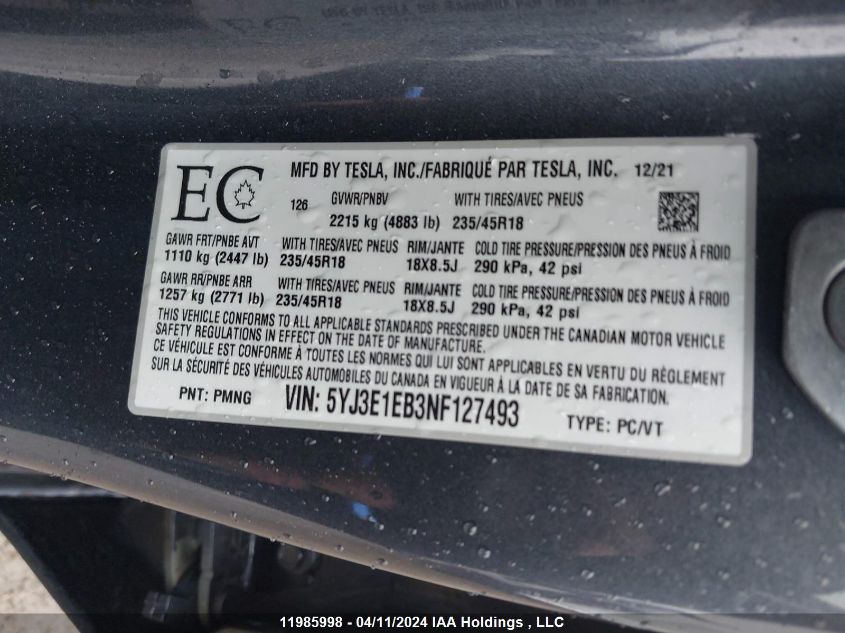 EC
MFD BY TESLA, INC./FABRIQUÉ PAR TESLA, INC. 12/21
126 GVWR/PNBV WITH TIRES/AVEC PNEUS
2215 kg (4883 lb) 235/45R18
GAWR FRT/PNBE AVT WITH TIRES/AVEC PNEUS RIM/JANTE COLD TIRE PRESSURE/PRESSION DES PNEUS À FROID
1110 kg (2447 lb) 235/45R18 18X8.5J 290 kPa, 42 psi
GAWR RR/PNBE ARR WITH TIRES/AVEC PNEUS RIM/JANTE COLD TIRE PRESSURE/PRESSION DES PNEUS À FROID
1257 kg (2771 lb) 235/45R18 18X8.5J 290 kPa, 42 psi
THIS VEHICLE CONFORMS TO ALL APPLICABLE STANDARDS PRESCRIBED UNDER THE CANADIAN MOTOR VEHICLE
SAFETY REGULATIONS IN EFFECT ON THE DATE OF MANUFACTURE.
CE VÉHICULE EST CONFORME À TOUTES LES NORMES QUI LUI SONT APPLICABLES EN VERTU DU RÈGLEMENT
SUR LA SÉCURITÉ DES VÉHICULES AUTOMOBILES DU CANADA EN VIGUEUR À LA DATE DE SA FABRICATION.
PNT: PMNG VIN: 5YJ3E1EB3NF127493 TYPE: PC/VT
11985998 - 04/11/2024 IAA Holdings , LLC